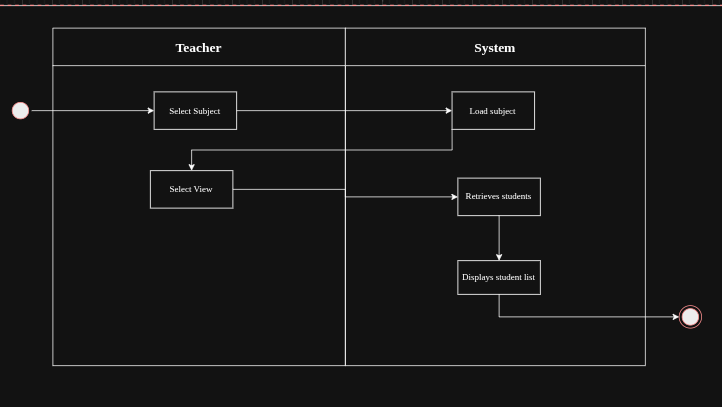 Teacher
System
Select Subject
Load subject
Select View
Retrieves students
Displays student list